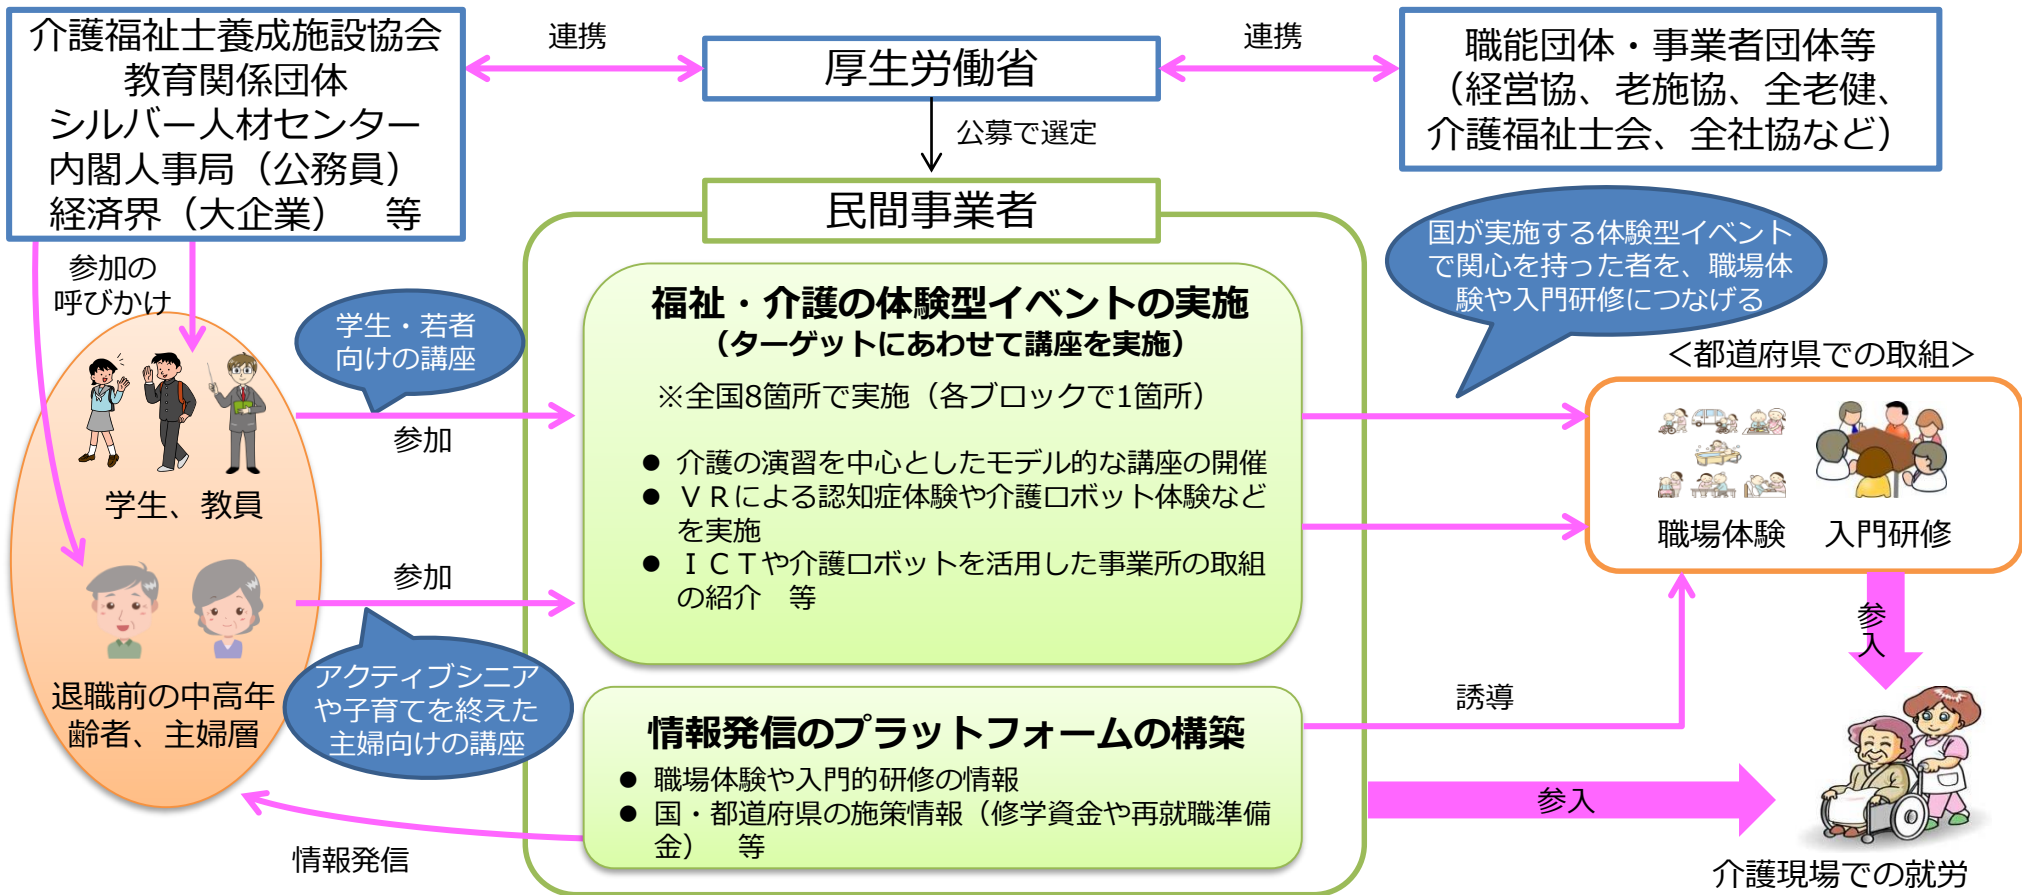 介護福祉士養成施設協会
教育関係団体
シルバー人材センター
内閣人事局（公務員）
経済界（大企業）　等
連携
厚生労働省
連携
職能団体・事業者団体等
（経営協、老施協、全老健、
介護福祉士会、全社協など）
公募で選定
民間事業者
参加の
呼びかけ
学生・若者
向けの講座
福祉・介護の体験型イベントの実施
（ターゲットにあわせて講座を実施）
※全国8箇所で実施（各ブロックで1箇所）
● 介護の演習を中心としたモデル的な講座の開催
● ＶＲによる認知症体験や介護ロボット体験など
を実施
● ＩＣＴや介護ロボットを活用した事業所の取組
の紹介　等
国が実施する体験型イベント
で関心を持った者を、職場体
験や入門研修につなげる
＜都道府県での取組＞
職場体験
入門研修
参加
学生、教員
参加
退職前の中高年
齢者、主婦層
アクティブシニア
や子育てを終えた
主婦向けの講座
情報発信のプラットフォームの構築
● 職場体験や入門的研修の情報
● 国・都道府県の施策情報（修学資金や再就職準備
金）　等
誘導
参入
参入
情報発信
介護現場での就労